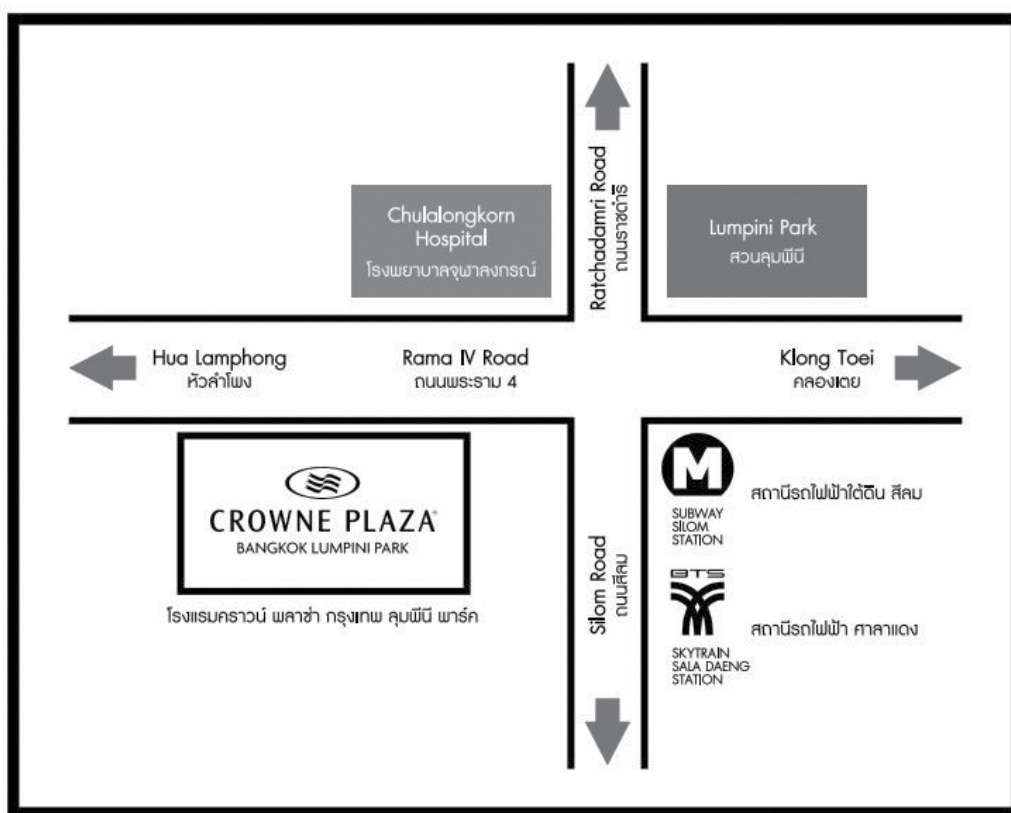 Ratchadamri Road
ถนนราชดำริ
Chulalongkorn
Hospital
โรงพยาบาลจุฬาลงกรณ์
Lumpini Park
สวนลุมพีนี
Hua Lamphong
หัวลำโพง
Rama IV Road
ถนนพระราม 4
Klong Toei
คลองเตย
CROWNE PLAZA®
BANGKOK LUMPINI PARK
โรงแรมคราวน์ พลาซ่า กรุงเทพ ลุมพีนี พาร์ค
Silom Road
ถนนสีลม
M
SUBWAY
SILOM
STATION
สถานีรถไฟฟ้าใต้ดิน สีลม
BTS
SKYTRAIN
SALA DAENG
STATION
สถานีรถไฟฟ้า ศาลาแดง